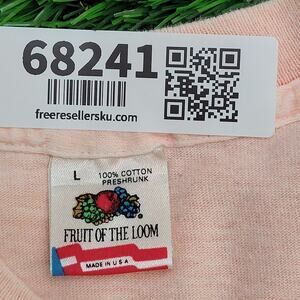 68241
freeresellersku.com
L
100% COTTON
PRESHRUNK
®
FRUIT OF THE LOOM
MADE IN U S A